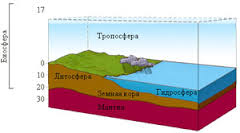 17
Тропосфера
Биосфера
0
Литосфера
Гидросфера
10
20
Земная кора
30
Мантия